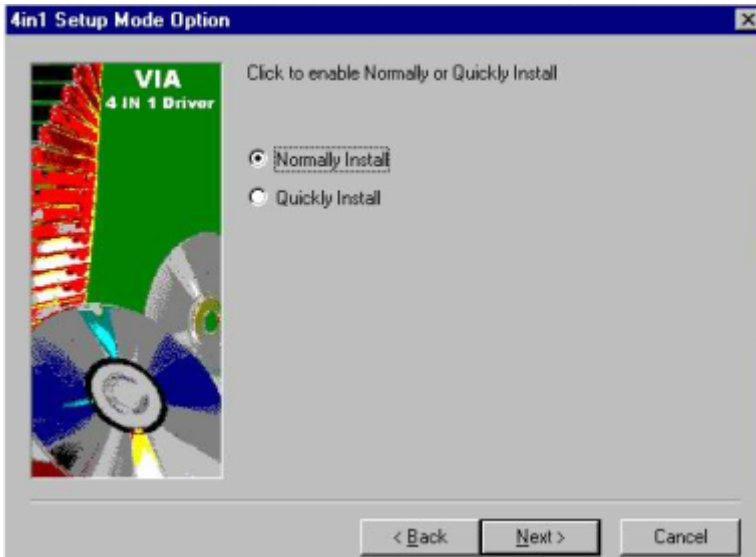 4in1 Setup Mode Option
VIA
4 IN 1 Driver
Click to enable Normally or Quickly Install
Normally Install
Quickly Install
< Back
Next >
Cancel